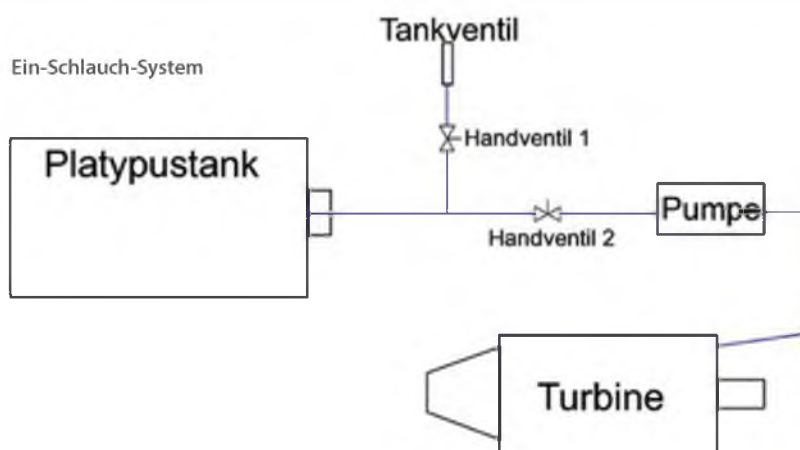 Tankventil
Ein-Schlauch-System
Handventil 1
Platypustank
Pumpe
Handventil 2
Turbine